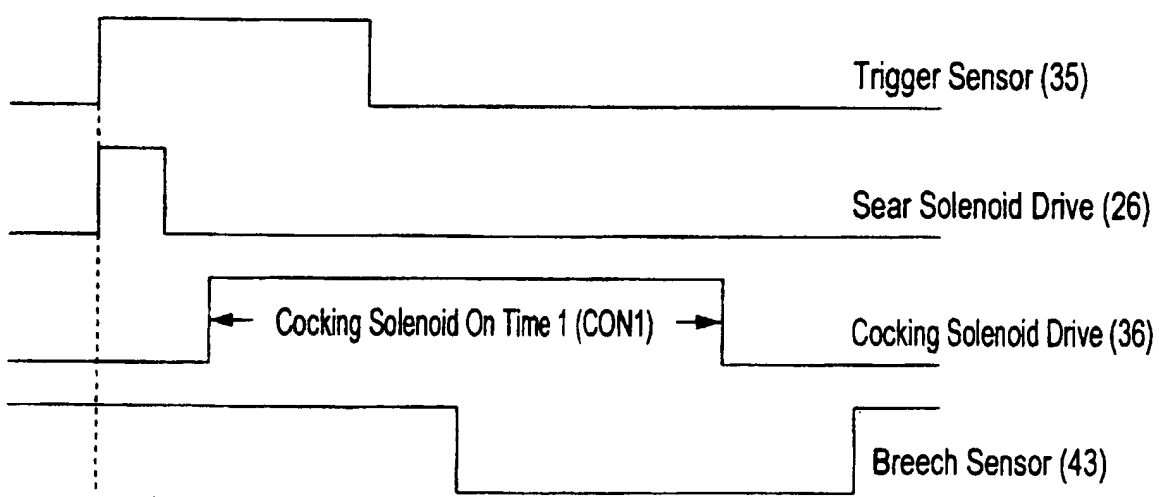 Trigger Sensor (35)
Sear Solenoid Drive (26)
Cocking Solenoid On Time 1 (CON1)
Cocking Solenoid Drive (36)
Breech Sensor (43)